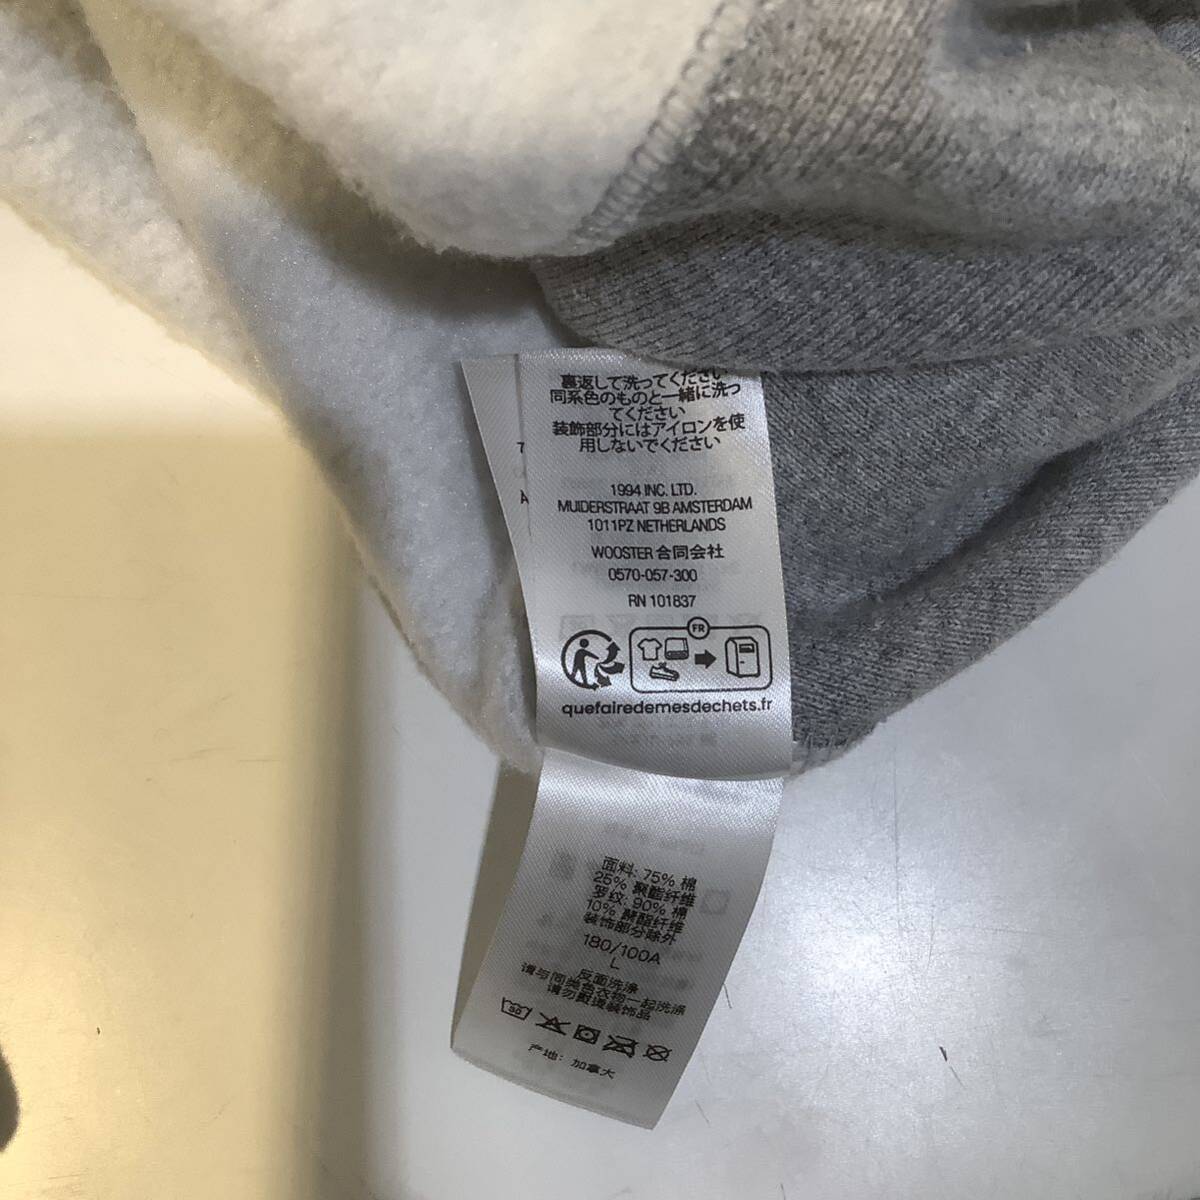 裏返して洗ってください
同系色のものと一緒に洗っ
てください
装飾部分にはアイロンを使
用しないでください
1994 INC. LTD.
MUIDERSTRAAT 9B AMSTERDAM
1011PZ NETHERLANDS
WOOSTER 合同会社
0570-057-300
RN 101837
FR
quefairedemesdechets.fr
面料: 75% 棉
25% 聚酯纤维
罗纹: 90% 棉
10% 聚酯纤维
装饰部分除外
180/100A
L
反面洗涤
请与同类色衣物一起洗涤
请勿熨烫装饰品
30
产地: 加拿大